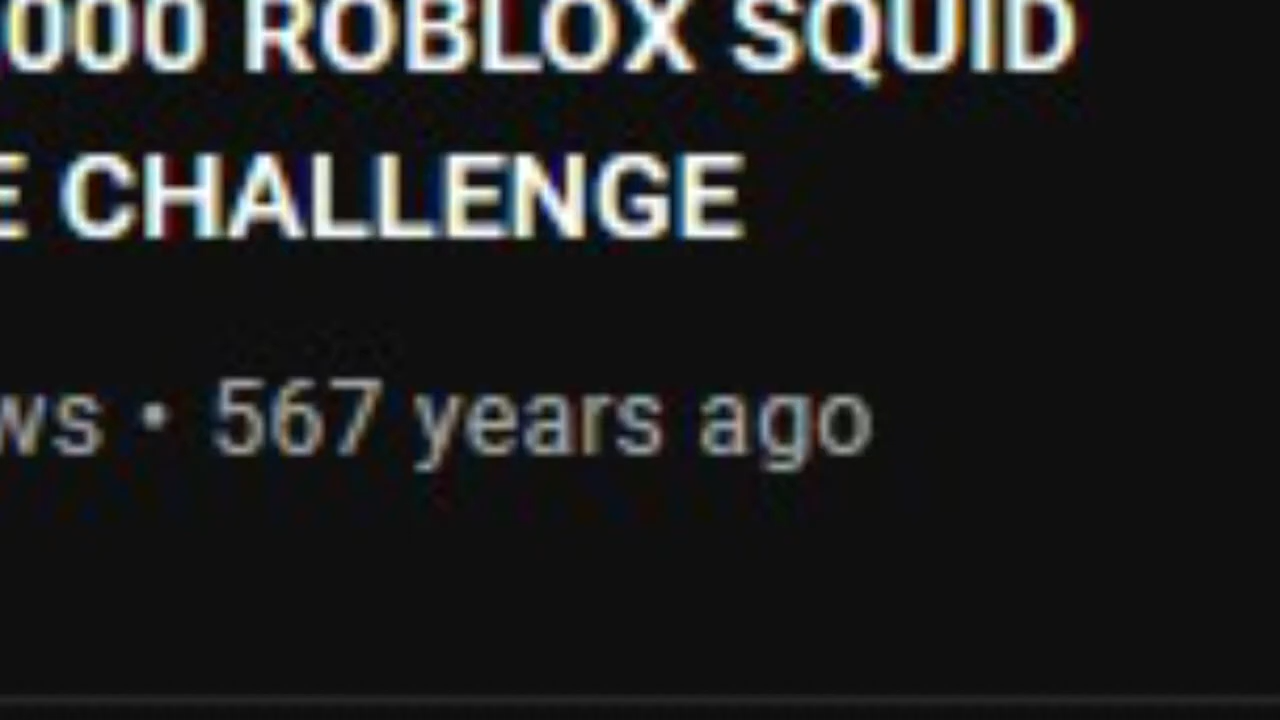 ,000 ROBLOX SQUID
E CHALLENGE
ws • 567 years ago